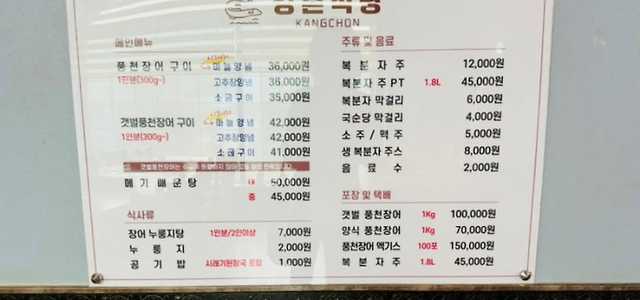 KANGCHON
메인메뉴
풍천장어 구이 마늘양념 36,000원
1인분(300g~) 고추장양념 36,000원
소금구이 35,000원
갯벌풍천장어 구이 마늘양념 42,000원
1인분(300g~) 고추장양념 42,000원
소금구이 41,000원
메기매운탕 대 50,000원
중 45,000원
식사류
장어 누룽지탕 1인분/2인이상 7,000원
누룽지 2,000원
공기밥 시래기된장국 포함 1,000원
주류 및 음료
복분자주 12,000원
복분자주PT 1.8L 45,000원
복분자 막걸리 6,000원
국순당 막걸리 4,000원
소주 / 맥주 5,000원
생 복분자 주스 8,000원
음료수 2,000원
포장 및 택배
갯벌 풍천장어 1Kg 100,000원
양식 풍천장어 1Kg 70,000원
풍천장어 엑기스 100포 150,000원
복분자주 1.8L 45,000원